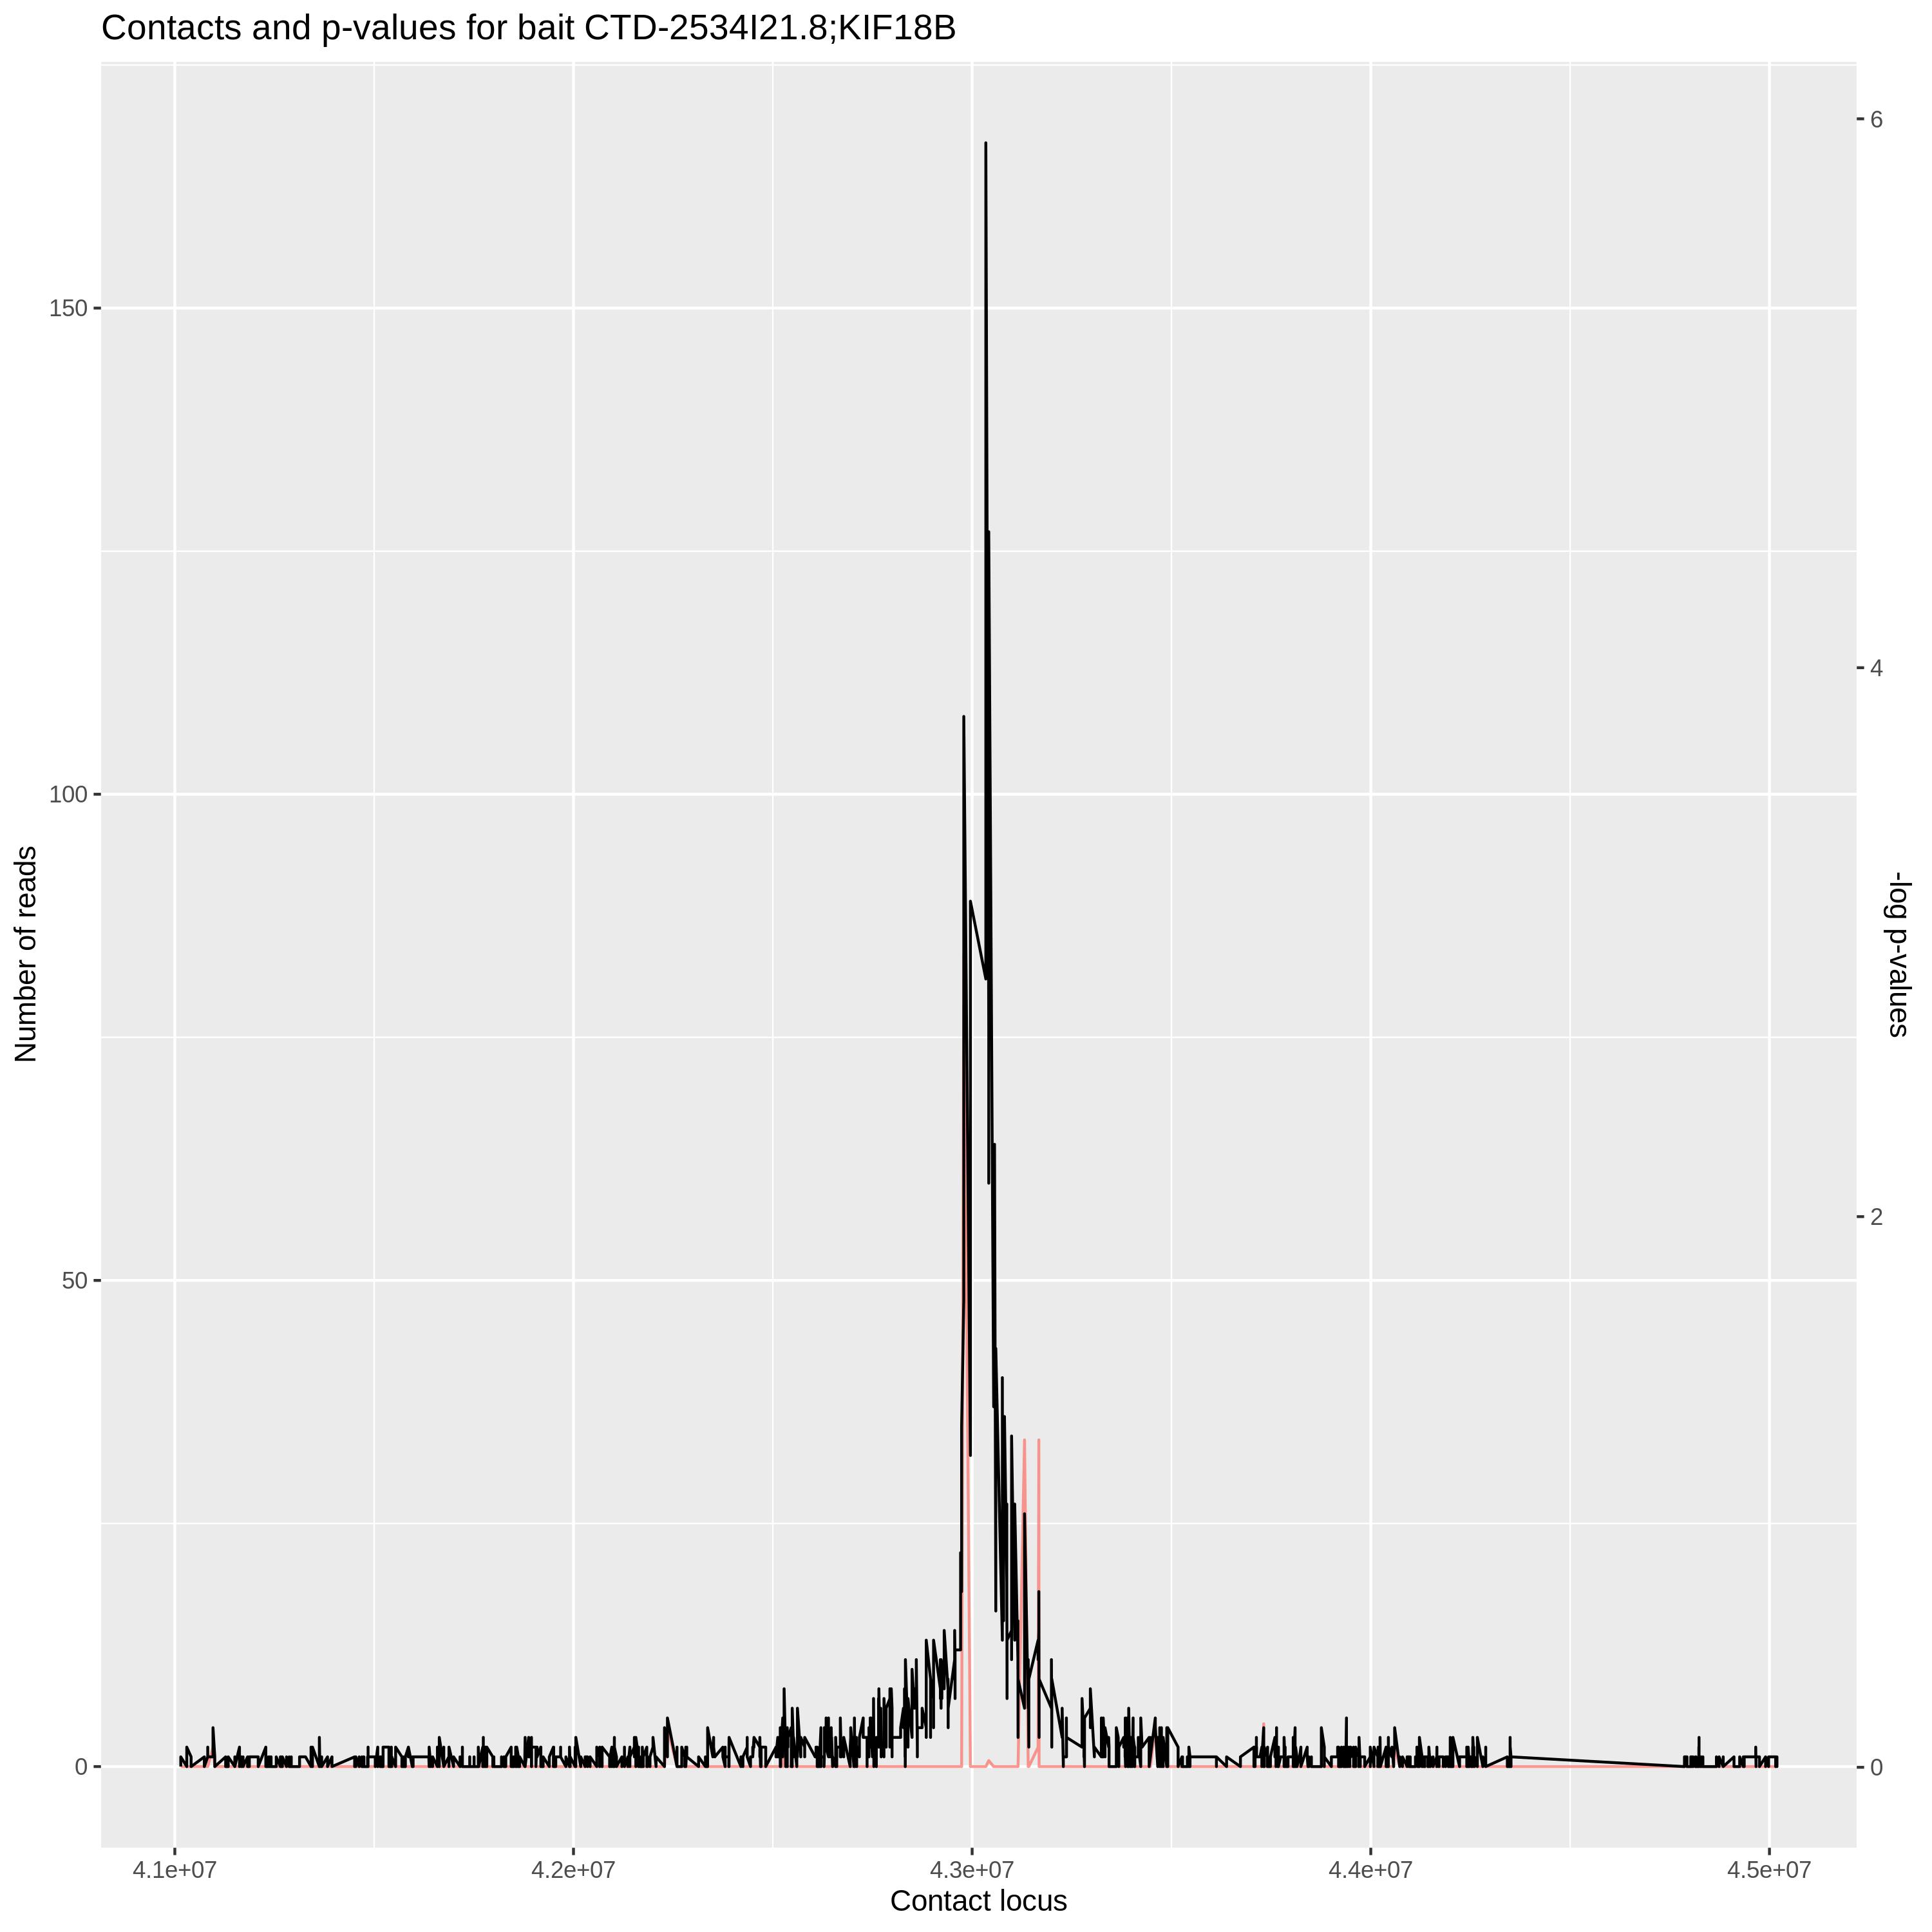 Contacts and p-values for bait CTD-2534I21.8;KIF18B
Number of reads
150
100
50
0
6
4
2
0
-log p-values
4.1e+07 4.2e+07 4.3e+07 4.4e+07 4.5e+07
Contact locus